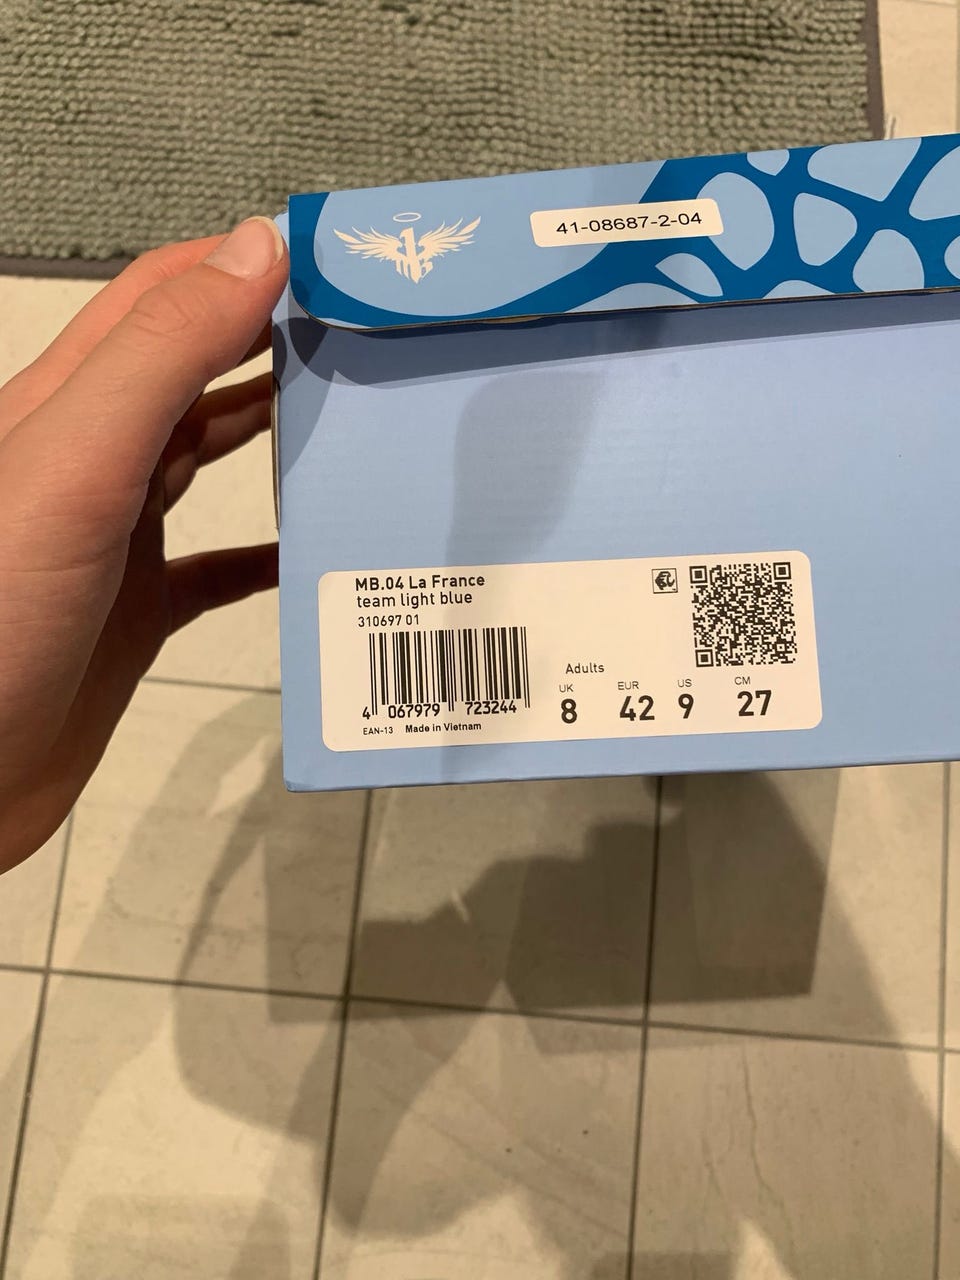 41-08687-2-04
MB.04 La France
team light blue
310697 01
4 067979 723244
EAN-13 Made in Vietnam
Adults
UK EUR US CM
8 42 9 27